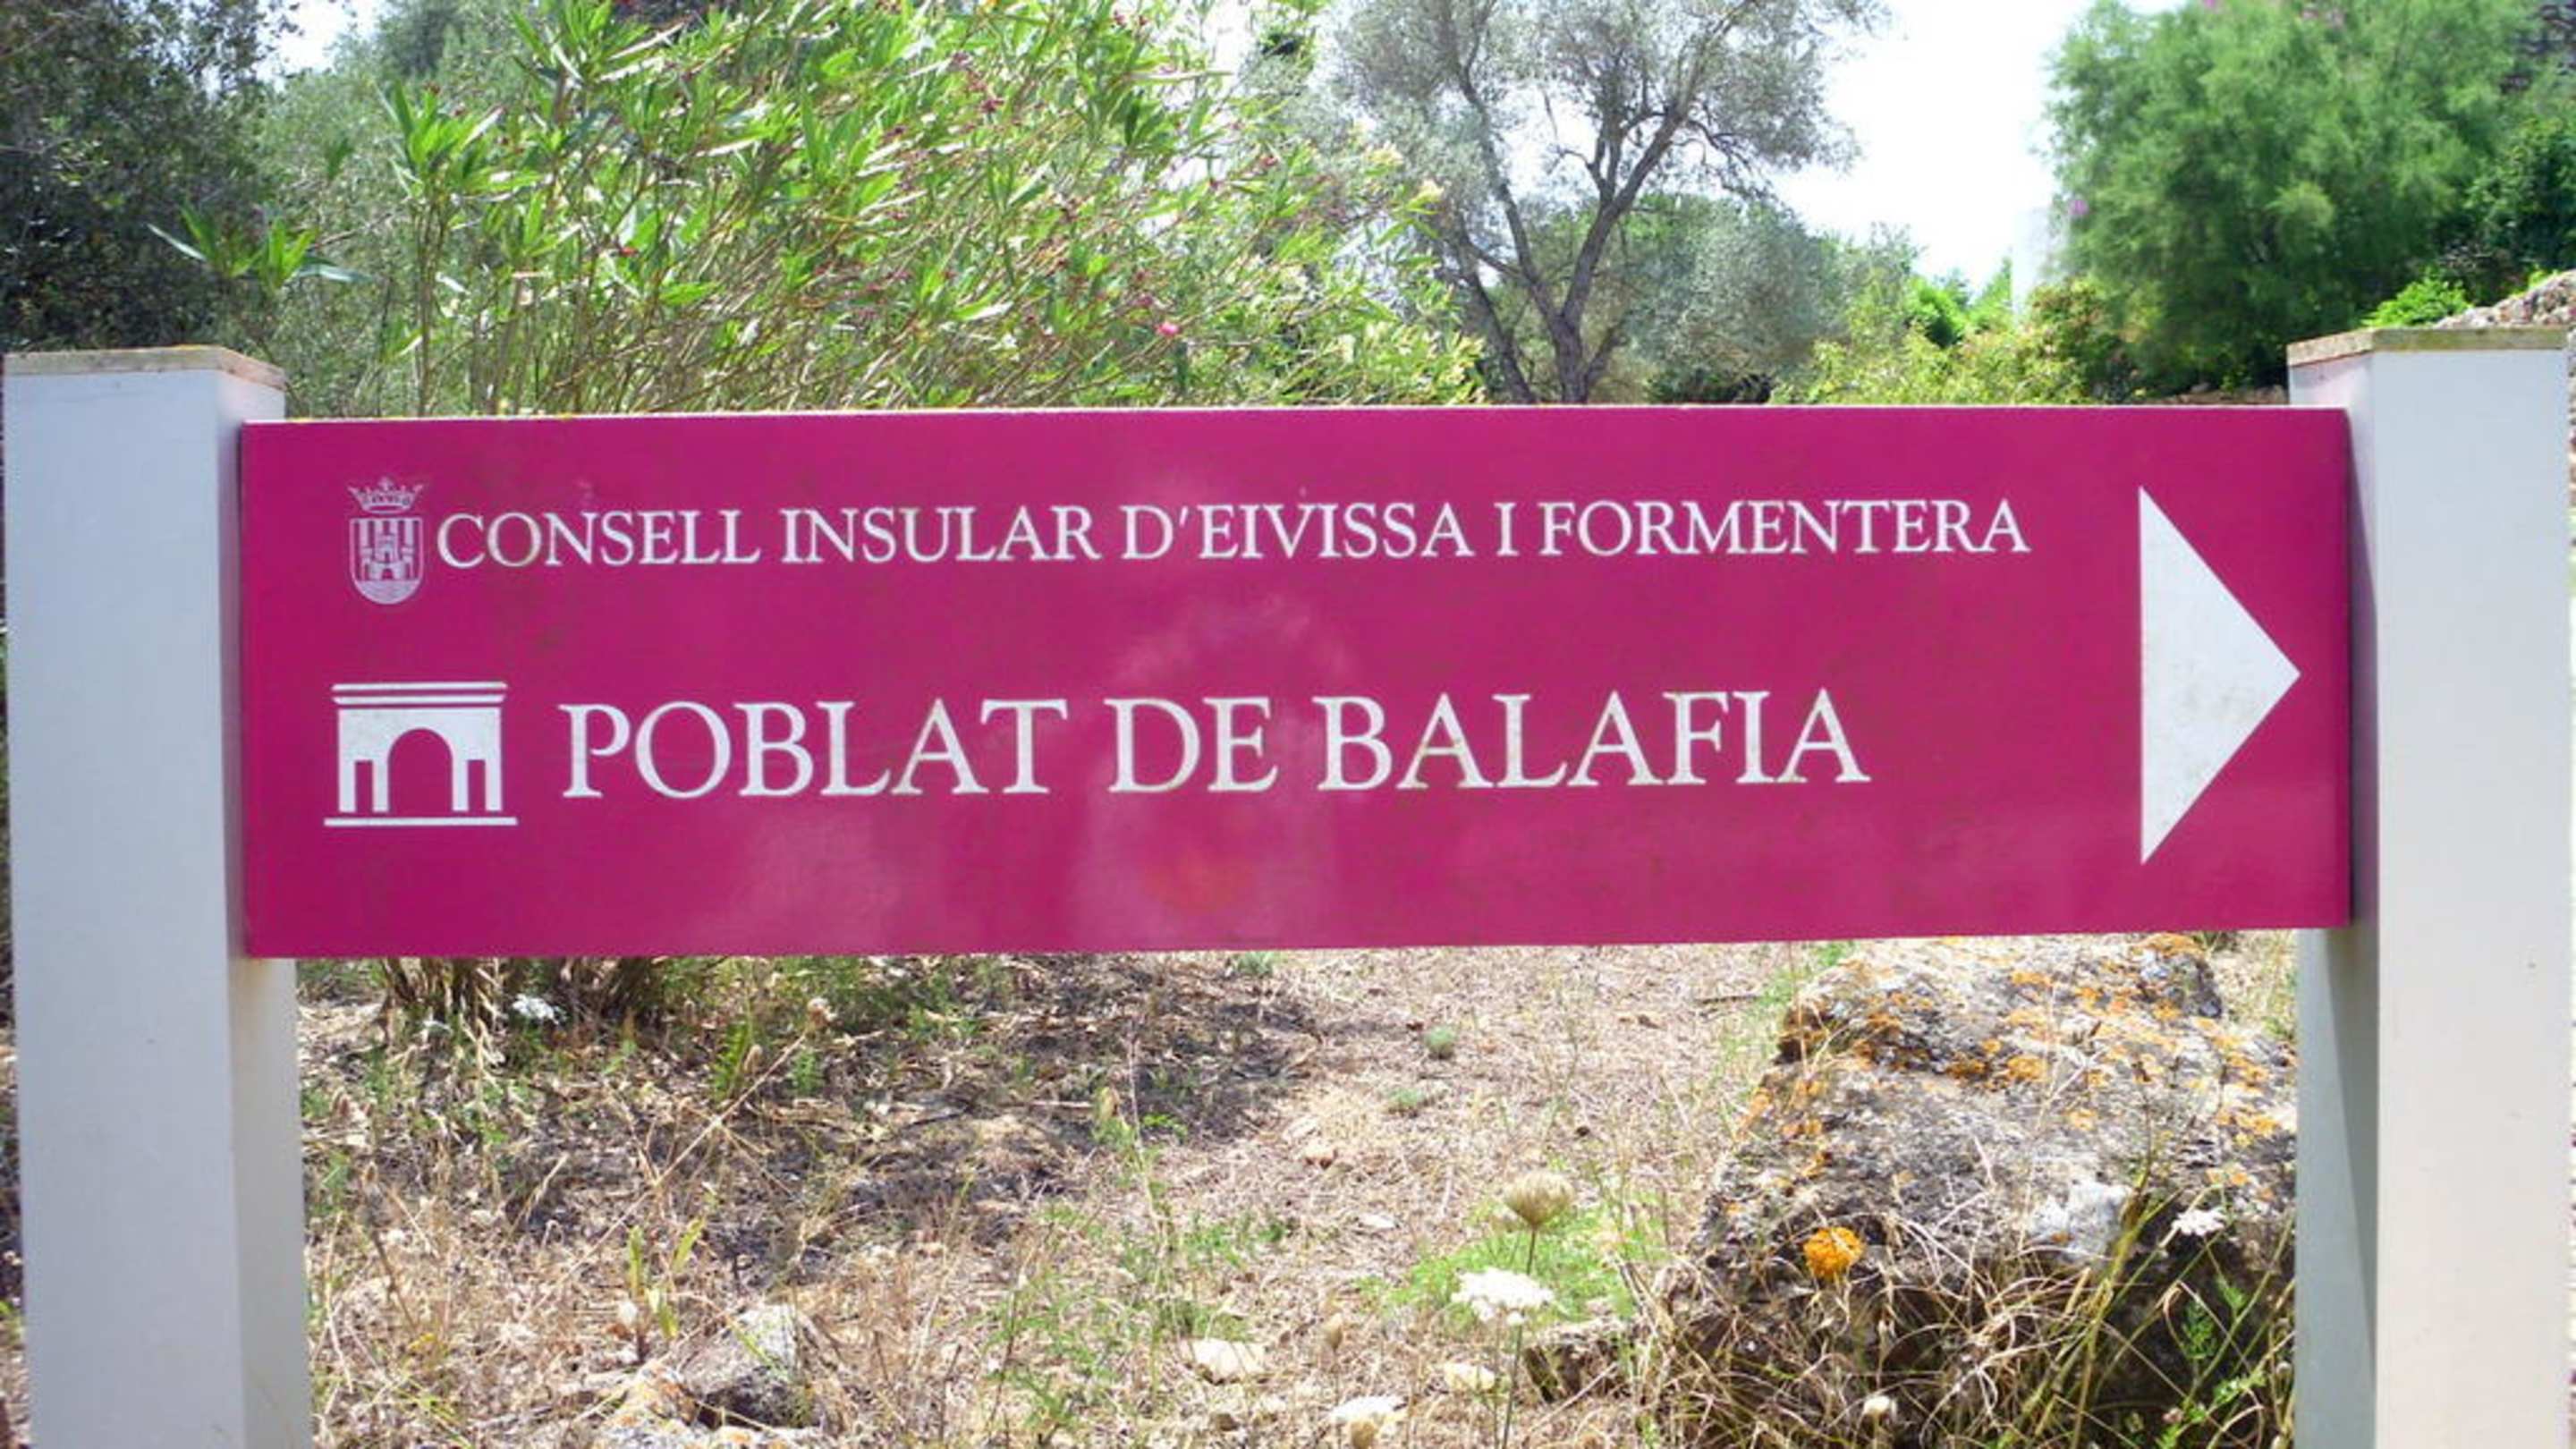 CONSELL INSULAR D'EIVISSA I FORMENTERA
POBLAT DE BALAFIA